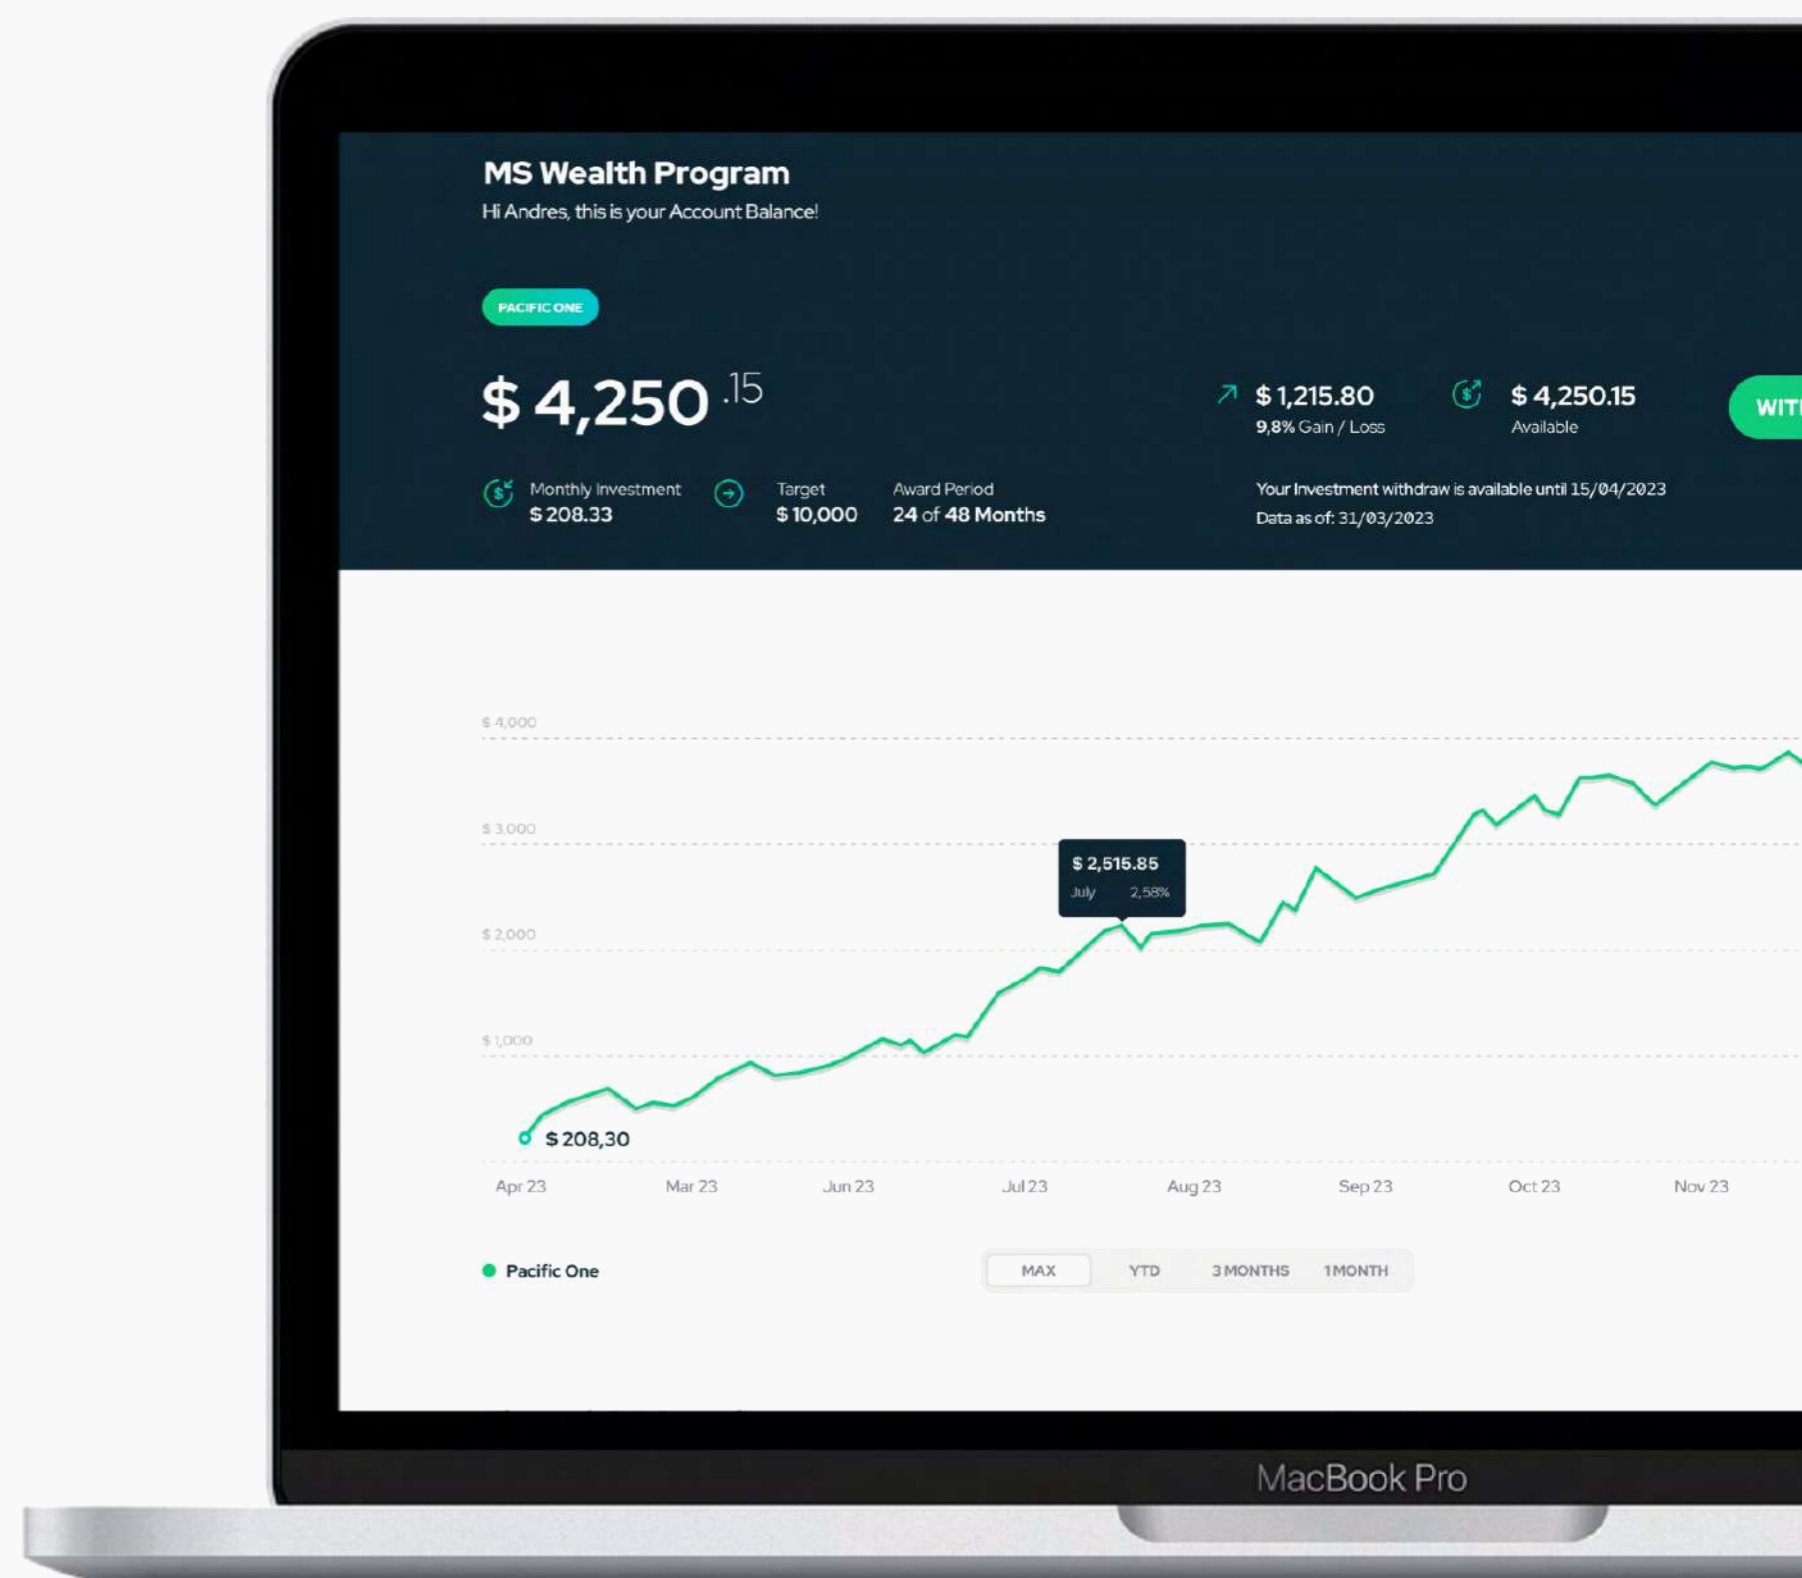 MS Wealth Program
Hi Andres, this is your Account Balance!
PACIFIC ONE
$ 4,250.15
$ 1,215.80
9,8% Gain / Loss
$ 4,250.15
Available
Monthly Investment
$ 208.33
Target
$ 10,000
Award Period
24 of 48 Months
Your Investment withdraw is available until 15/04/2023
Data as of: 31/03/2023
$ 4,000
$ 3,000
$ 2,515.85
July 2,58%
$ 2,000
$ 1,000
$ 208,30
Apr 23 Mar 23 Jun 23 Jul 23 Aug 23 Sep 23 Oct 23 Nov 23
Pacific One
MAX YTD 3 MONTHS 1 MONTH
MacBook Pro